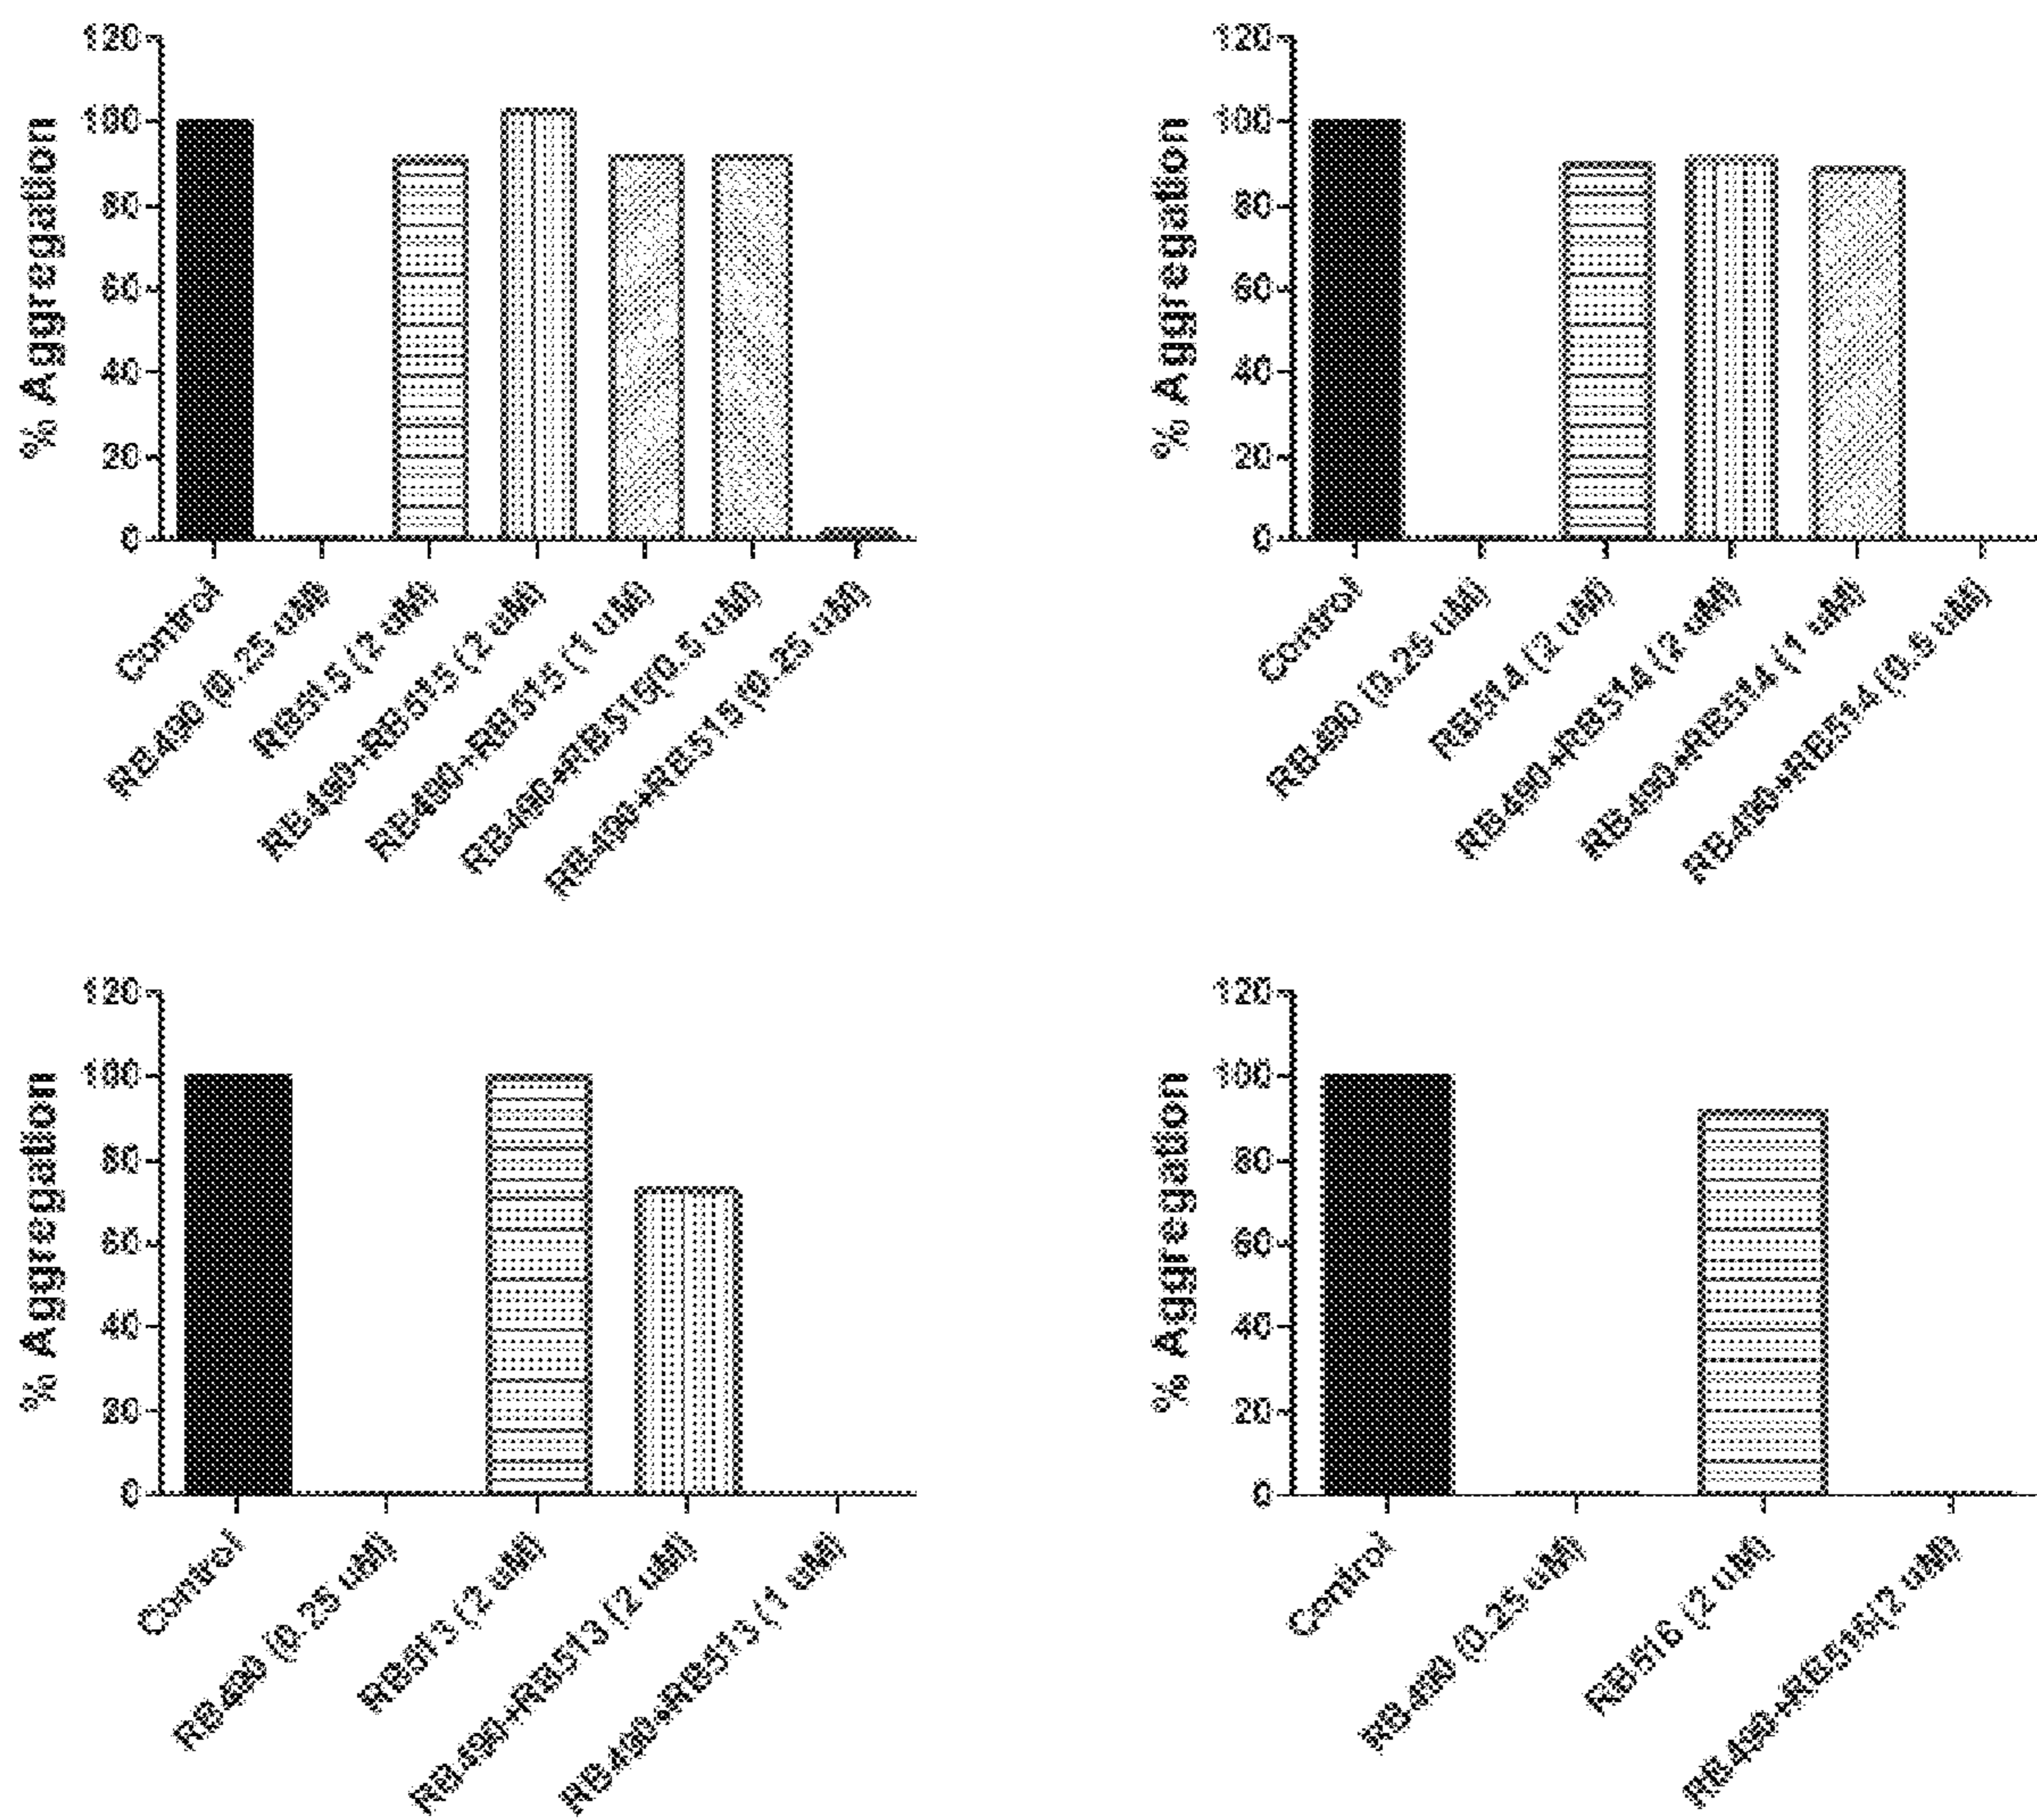 % Aggregation
120
100
80
60
40
20
0
Control
RB490 (0.25 uM)
RB515 (2 uM)
RB490+RB515 (2 uM)
RB490+RB515 (1 uM)
RB490+RB515(0.5 uM)
RB490+RB515 (0.25 uM)
% Aggregation
120
100
80
60
40
20
0
Control
RB490 (0.25 uM)
RB514 (2 uM)
RB490+RB514 (2 uM)
RB490+RB514 (1 uM)
RB490+RB514 (0.5 uM)
% Aggregation
120
100
80
60
40
20
0
Control
RB490 (0.25 uM)
RB513 (2 uM)
RB490+RB513 (2 uM)
RB490+RB513 (1 uM)
% Aggregation
120
100
80
60
40
20
0
Control
RB490 (0.25 uM)
RB516 (2 uM)
RB490+RB516(2 uM)